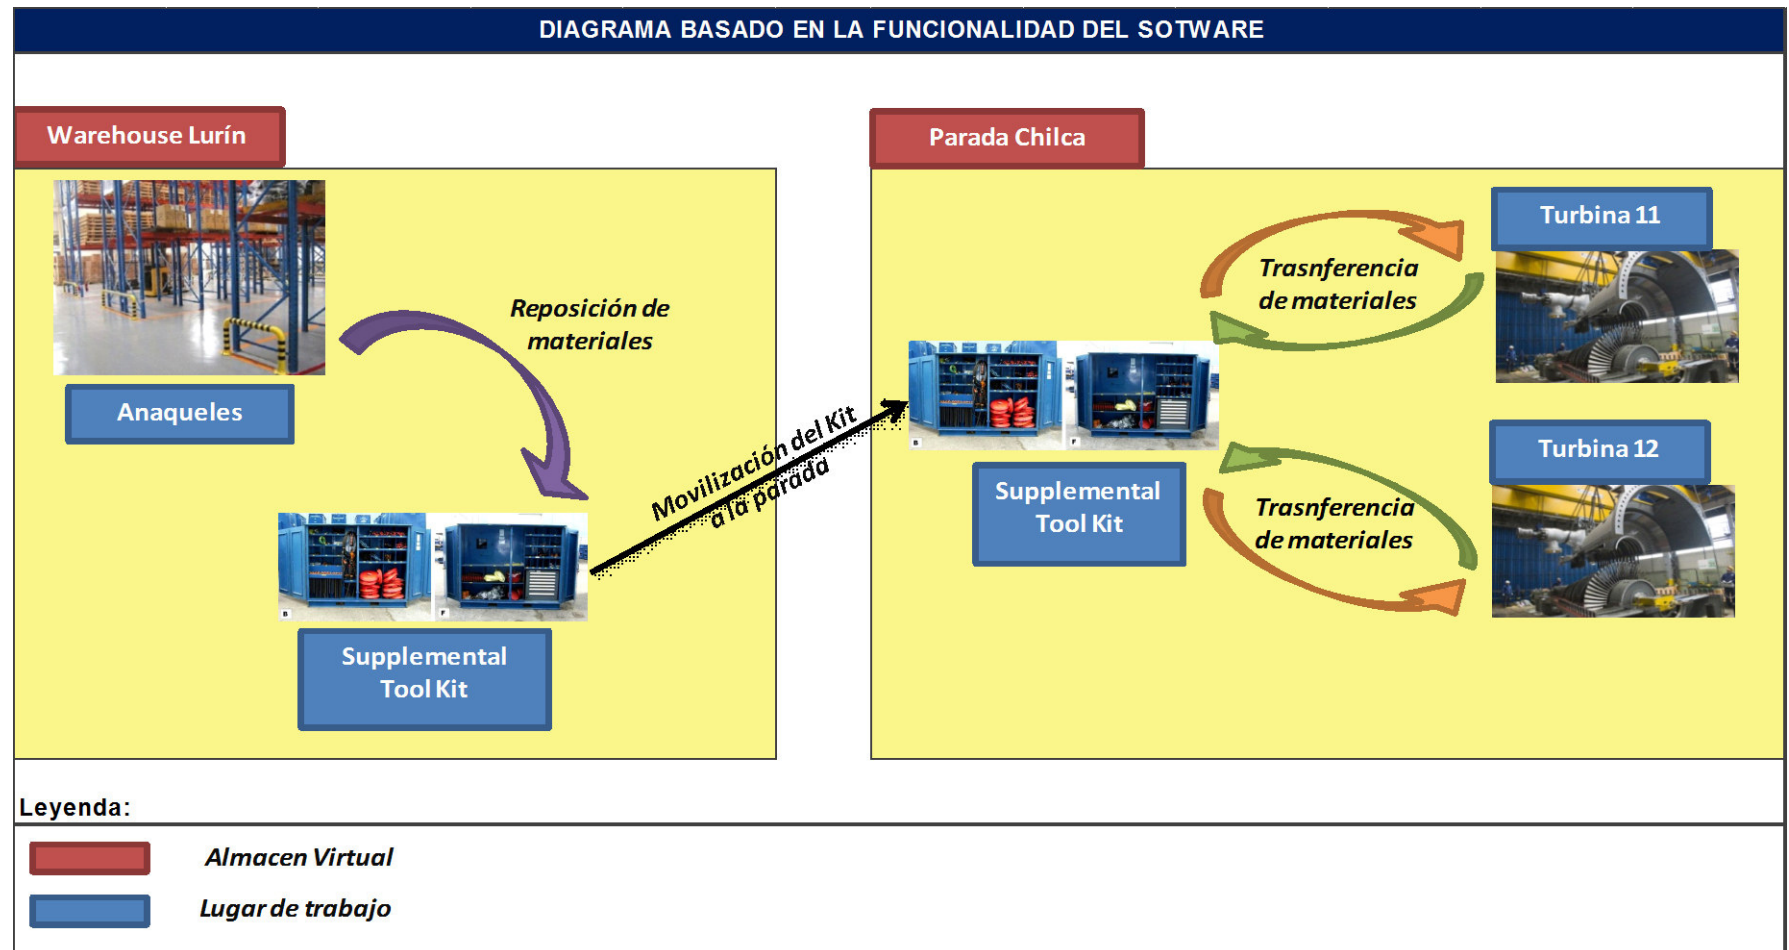 DIAGRAMA BASADO EN LA FUNCIONALIDAD DEL SOTWARE
Warehouse Lurín
Anaqueles
Reposición de
materiales
Supplemental
Tool Kit
Movilización del Kit
a la parada
Parada Chilca
Supplemental
Tool Kit
Trasnferencia
de materiales
Turbina 11
Trasnferencia
de materiales
Turbina 12
Leyenda:
Almacen Virtual
Lugar de trabajo